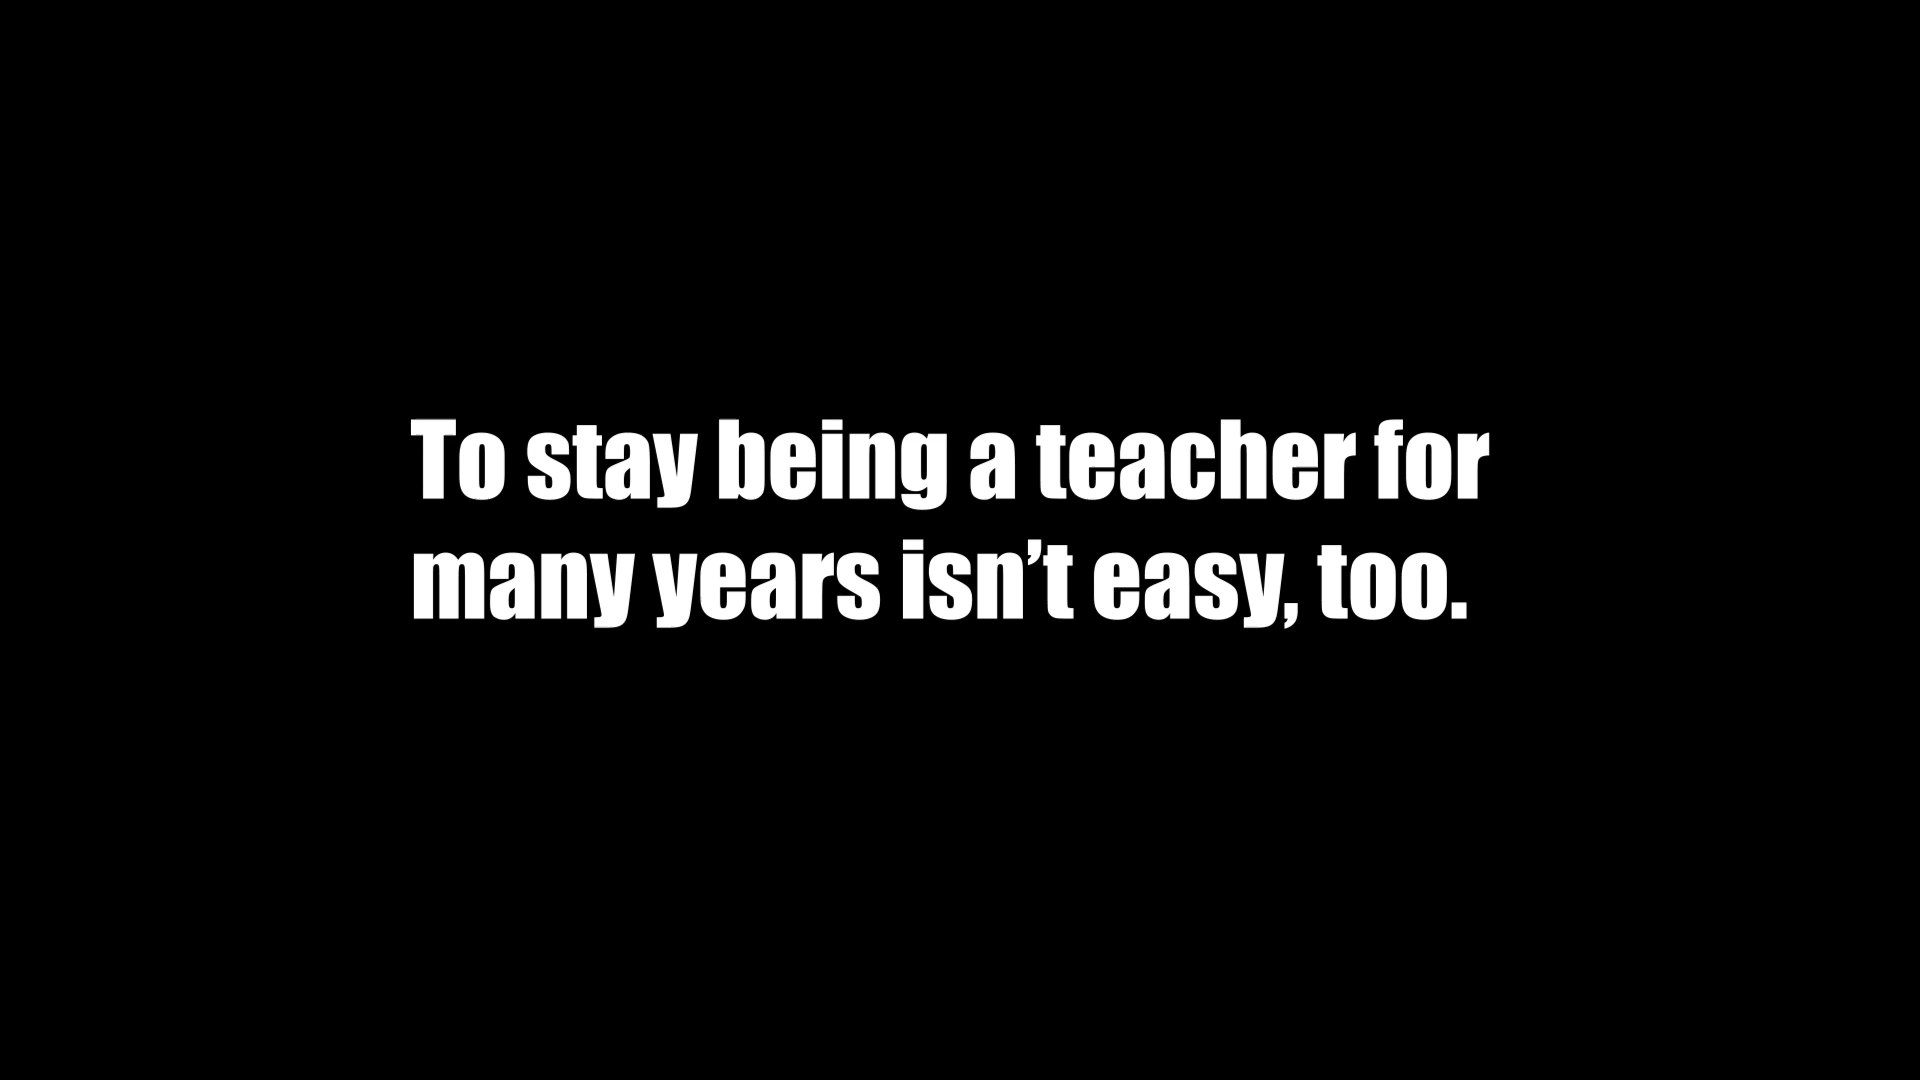 To stay being a teacher for
many years isn’t easy, too.